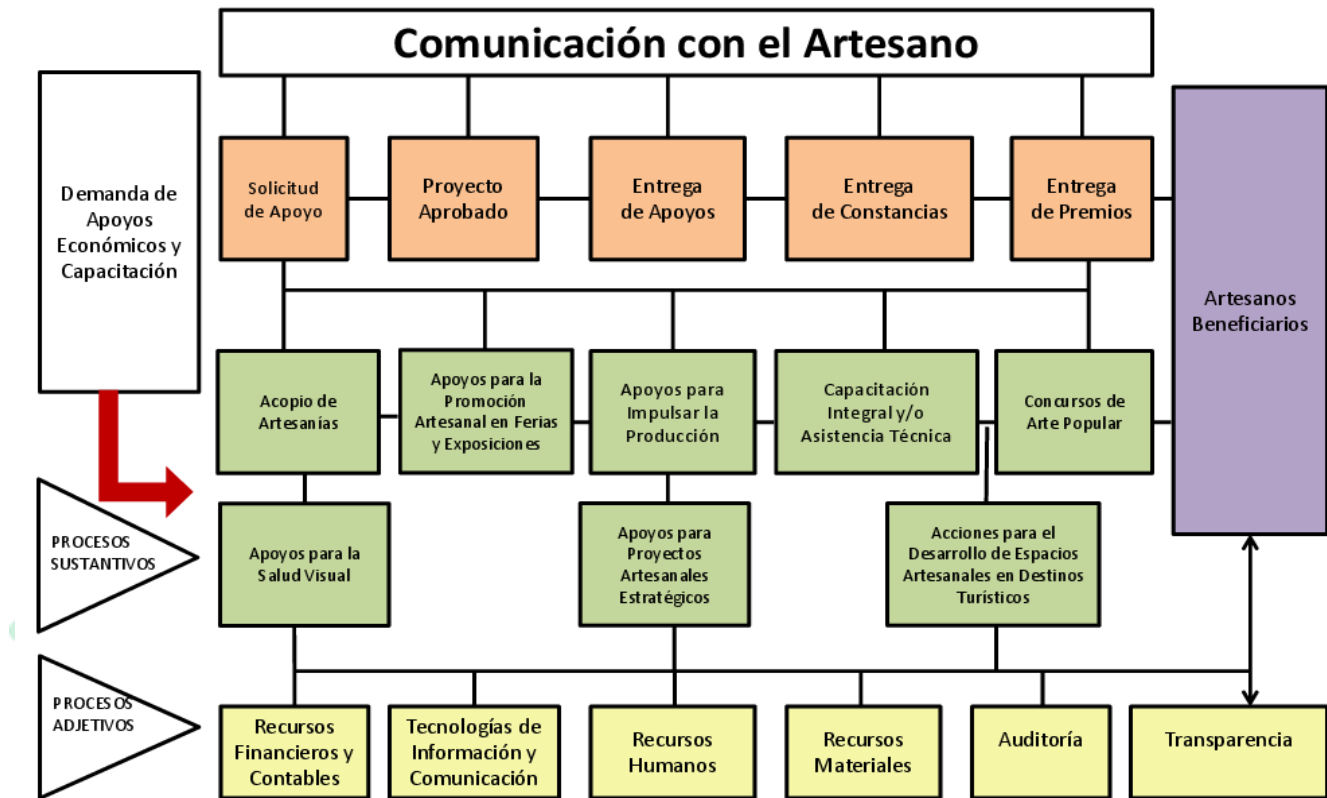 Comunicación con el Artesano
Demanda de
Apoyos
Económicos y
Capacitación
Solicitud
de Apoyo
Proyecto
Aprobado
Entrega
de Apoyos
Entrega
de Constancias
Entrega
de Premios
Artesanos
Beneficiarios
Acopio de
Artesanías
Apoyos para la
Promoción
Artesanal en Ferias
y Exposiciones
Apoyos para
Impulsar la
Producción
Capacitación
Integral y/o
Asistencia Técnica
Concursos de
Arte Popular
PROCESOS
SUSTANTIVOS
Apoyos para la
Salud Visual
Apoyos para
Proyectos
Artesanales
Estratégicos
Acciones para el
Desarrollo de Espacios
Artesanales en Destinos
Turísticos
PROCESOS
ADJETIVOS
Recursos
Financieros y
Contables
Tecnologías de
Información y
Comunicación
Recursos
Humanos
Recursos
Materiales
Auditoría
Transparencia